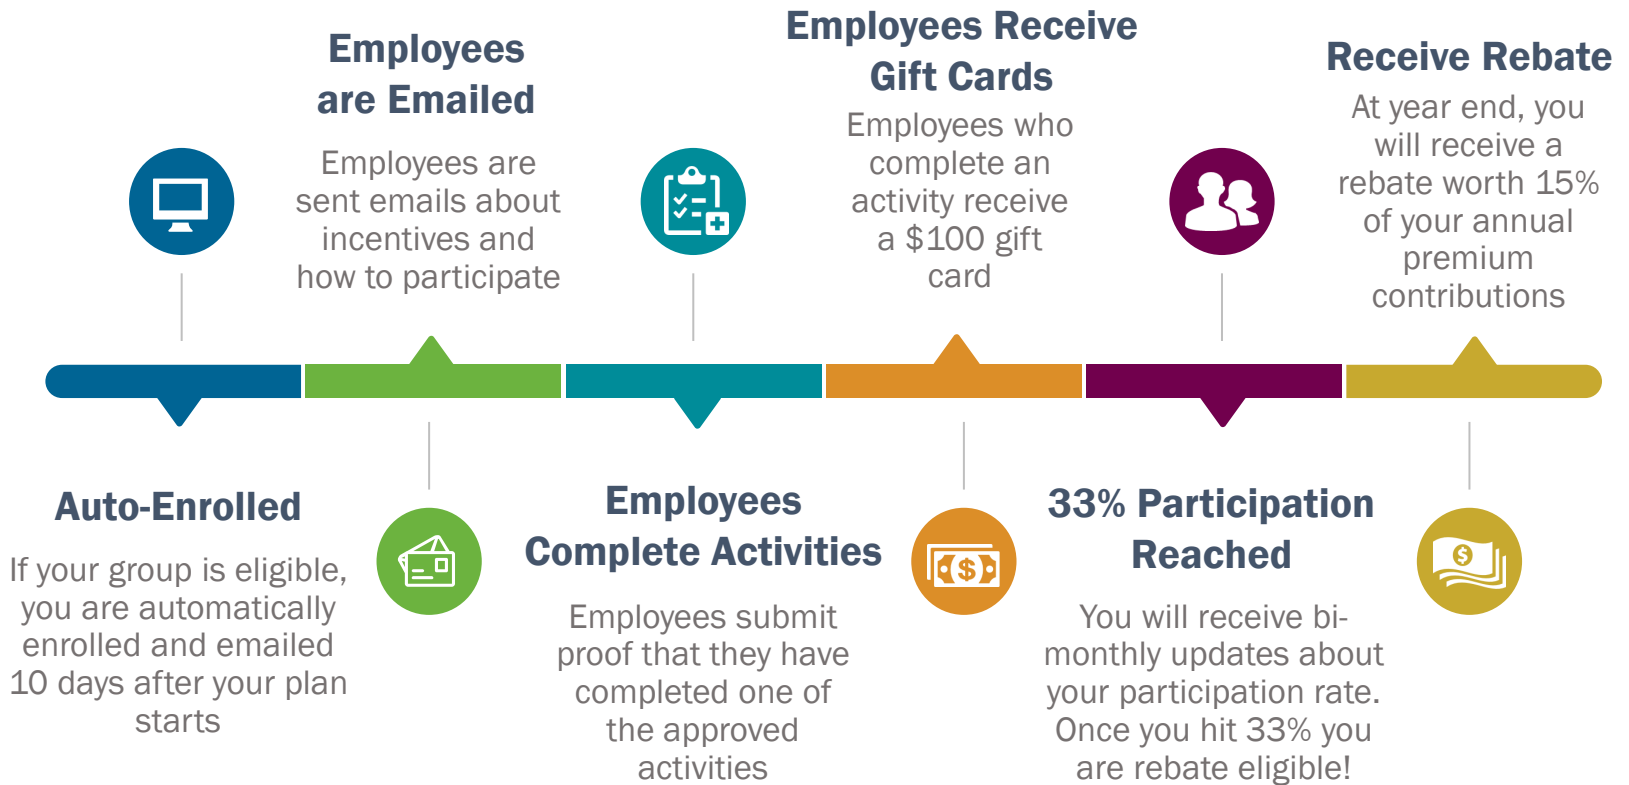 Auto-Enrolled
If your group is eligible,
you are automatically
enrolled and emailed
10 days after your plan
starts
Employees
are Emailed
Employees are
sent emails about
incentives and
how to participate
Employees
Complete Activities
Employees submit
proof that they have
completed one of
the approved
activities
Employees Receive
Gift Cards
Employees who
complete an
activity receive
a $100 gift
card
33% Participation
Reached
You will receive bi-
monthly updates about
your participation rate.
Once you hit 33% you
are rebate eligible!
Receive Rebate
At year end, you
will receive a
rebate worth 15%
of your annual
premium
contributions